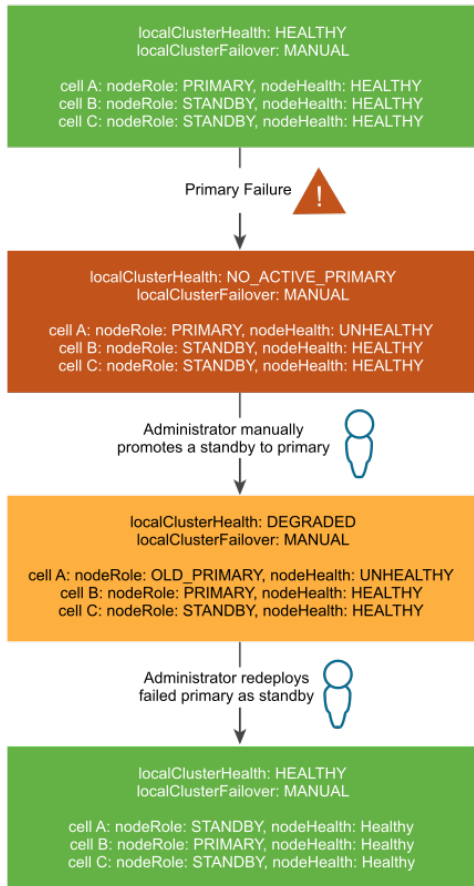 localClusterHealth: HEALTHY
localClusterFailover: MANUAL
cell A: nodeRole: PRIMARY, nodeHealth: HEALTHY
cell B: nodeRole: STANDBY, nodeHealth: HEALTHY
cell C: nodeRole: STANDBY, nodeHealth: HEALTHY
Primary Failure
!
localClusterHealth: NO_ACTIVE_PRIMARY
localClusterFailover: MANUAL
cell A: nodeRole: PRIMARY, nodeHealth: UNHEALTHY
cell B: nodeRole: STANDBY, nodeHealth: HEALTHY
cell C: nodeRole: STANDBY, nodeHealth: HEALTHY
Administrator manually
promotes a standby to primary
localClusterHealth: DEGRADED
localClusterFailover: MANUAL
cell A: nodeRole: OLD_PRIMARY, nodeHealth: UNHEALTHY
cell B: nodeRole: PRIMARY, nodeHealth: HEALTHY
cell C: nodeRole: STANDBY, nodeHealth: HEALTHY
Administrator redeploys
failed primary as standby
localClusterHealth: HEALTHY
localClusterFailover: MANUAL
cell A: nodeRole: STANDBY, nodeHealth: Healthy
cell B: nodeRole: PRIMARY, nodeHealth: Healthy
cell C: nodeRole: STANDBY, nodeHealth: Healthy